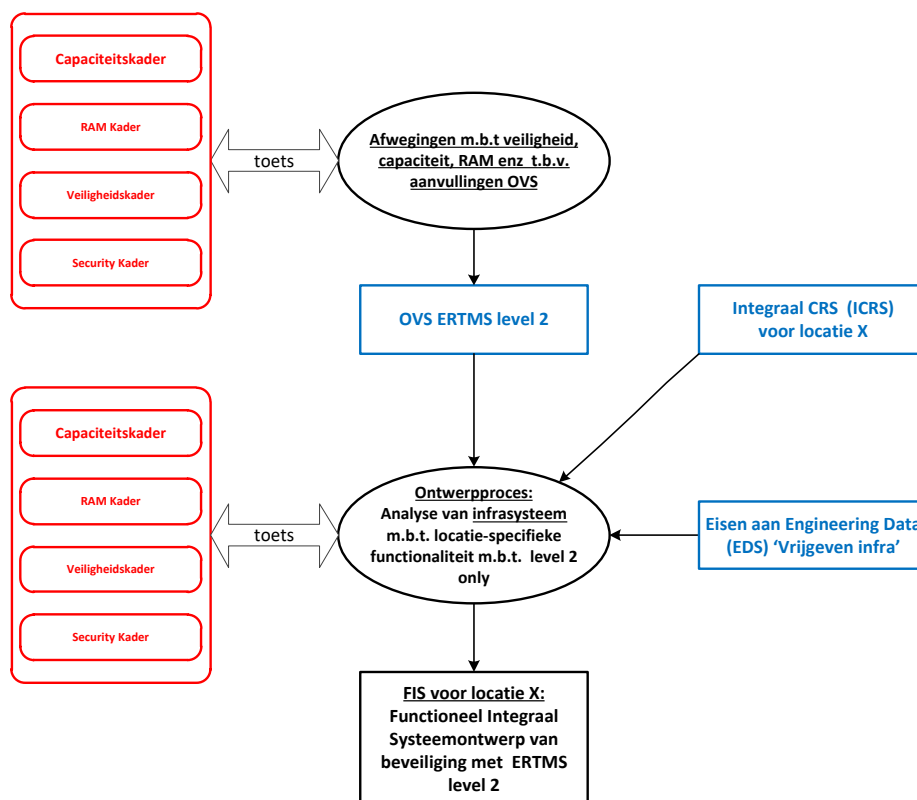 Capaciteitskader
RAM Kader
Veiligheidskader
Security Kader
toets
Afwegingen m.b.t veiligheid,
capaciteit, RAM enz t.b.v.
aanvullingen OVS
OVS ERTMS level 2
Integraal CRS (ICRS)
voor locatie X
Capaciteitskader
RAM Kader
Veiligheidskader
Security Kader
toets
Ontwerpproces:
Analyse van infrasysteem
m.b.t. locatie-specifieke
functionaliteit m.b.t. level 2
only
Eisen aan Engineering Data
(EDS) ‘Vrijgeven infra’
FIS voor locatie X:
Functioneel Integraal
Systeemontwerp van
beveiliging met ERTMS
level 2